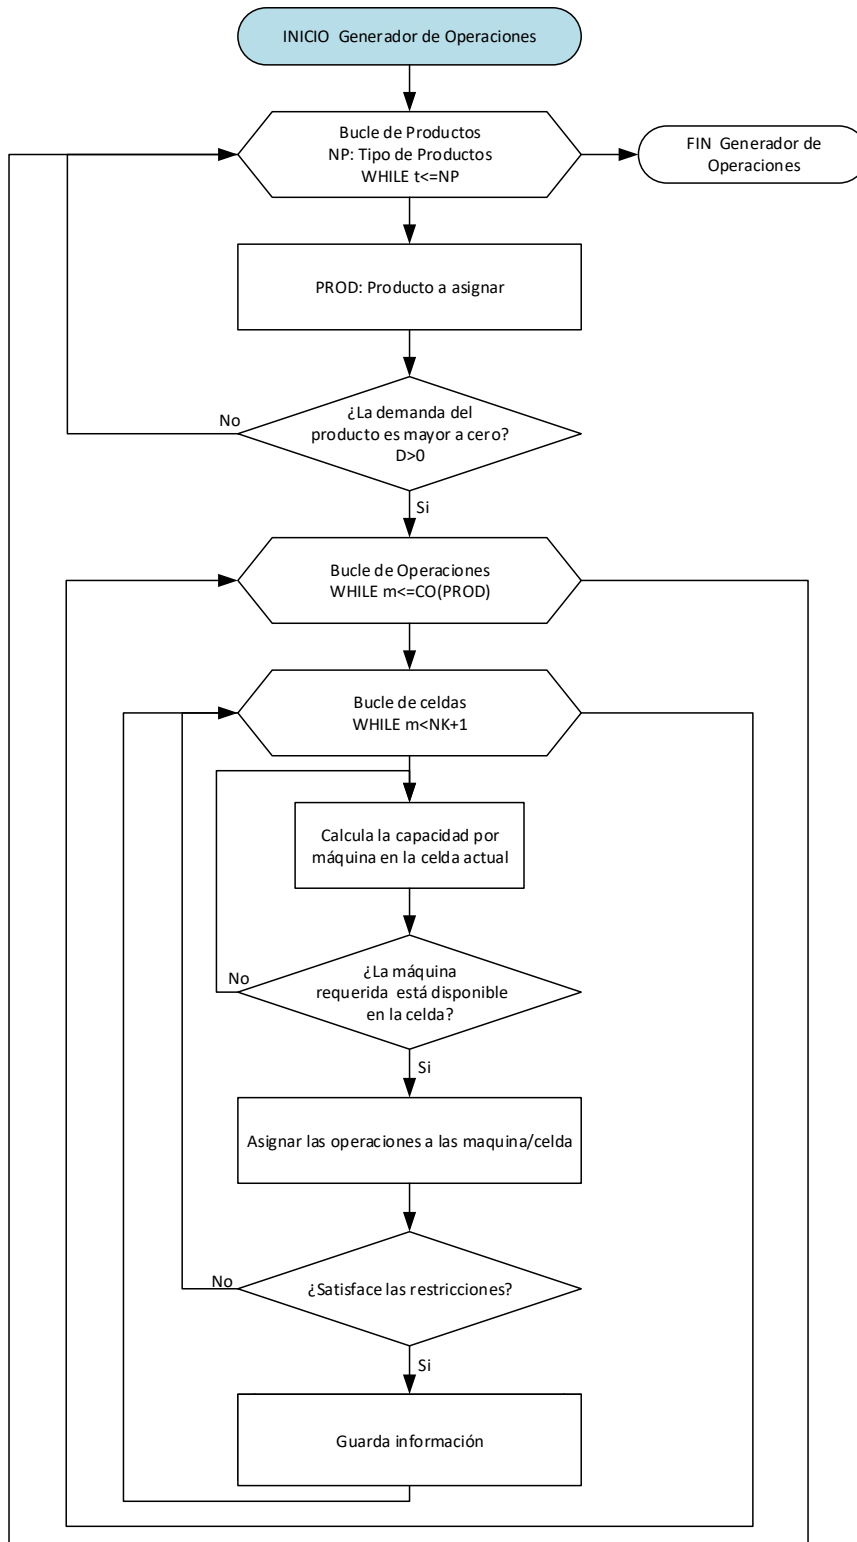 INICIO  Generador de Operaciones
Bucle de Productos
NP: Tipo de Productos
WHILE t<=NP
FIN  Generador de
Operaciones
PROD: Producto a asignar
¿La demanda del
producto es mayor a cero?
D>0
No
Si
Bucle de Operaciones
WHILE m<=CO(PROD)
Bucle de celdas
WHILE m<NK+1
Calcula la capacidad por
máquina en la celda actual
¿La máquina
requerida  está disponible
en la celda?
No
Si
Asignar las operaciones a las maquina/celda
¿Satisface las restricciones?
No
Si
Guarda información